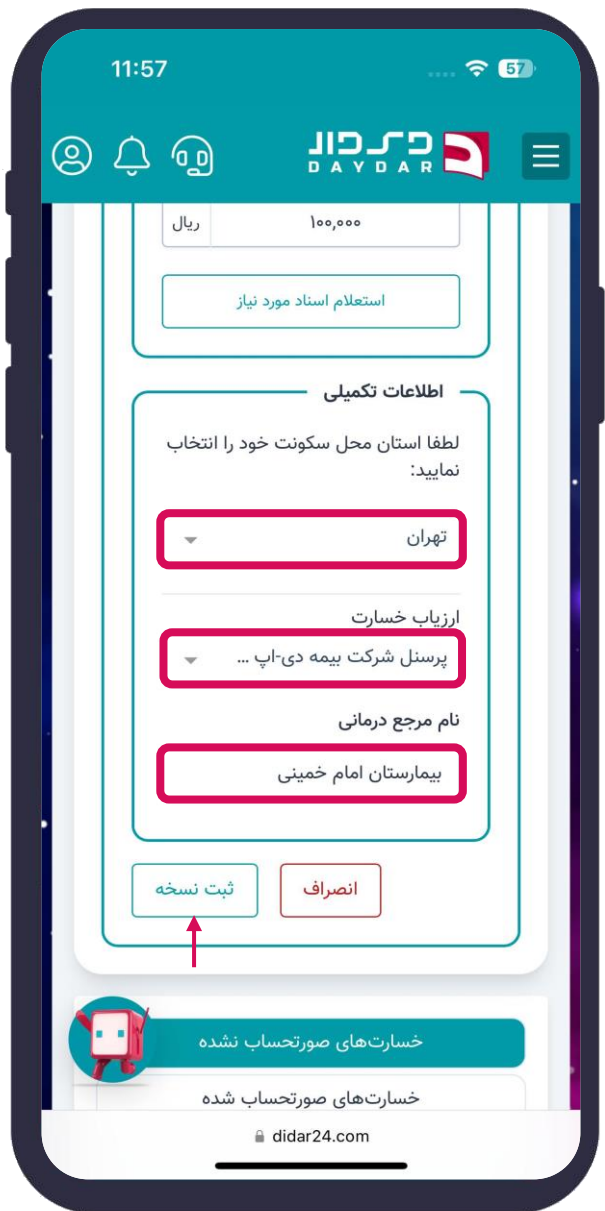 11:57
57
دیدار
DAYDAR
۱۰۰,۰۰۰
ریال
استعلام اسناد مورد نیاز
اطلاعات تکمیلی
لطفا استان محل سکونت خود را انتخاب
نمایید:
تهران
ارزیاب خسارت
پرسنل شرکت بیمه دی-اپ ...
نام مرجع درمانی
بیمارستان امام خمینی
انصراف
ثبت نسخه
خسارت‌های صورتحساب نشده
خسارت‌های صورتحساب شده
didar24.com